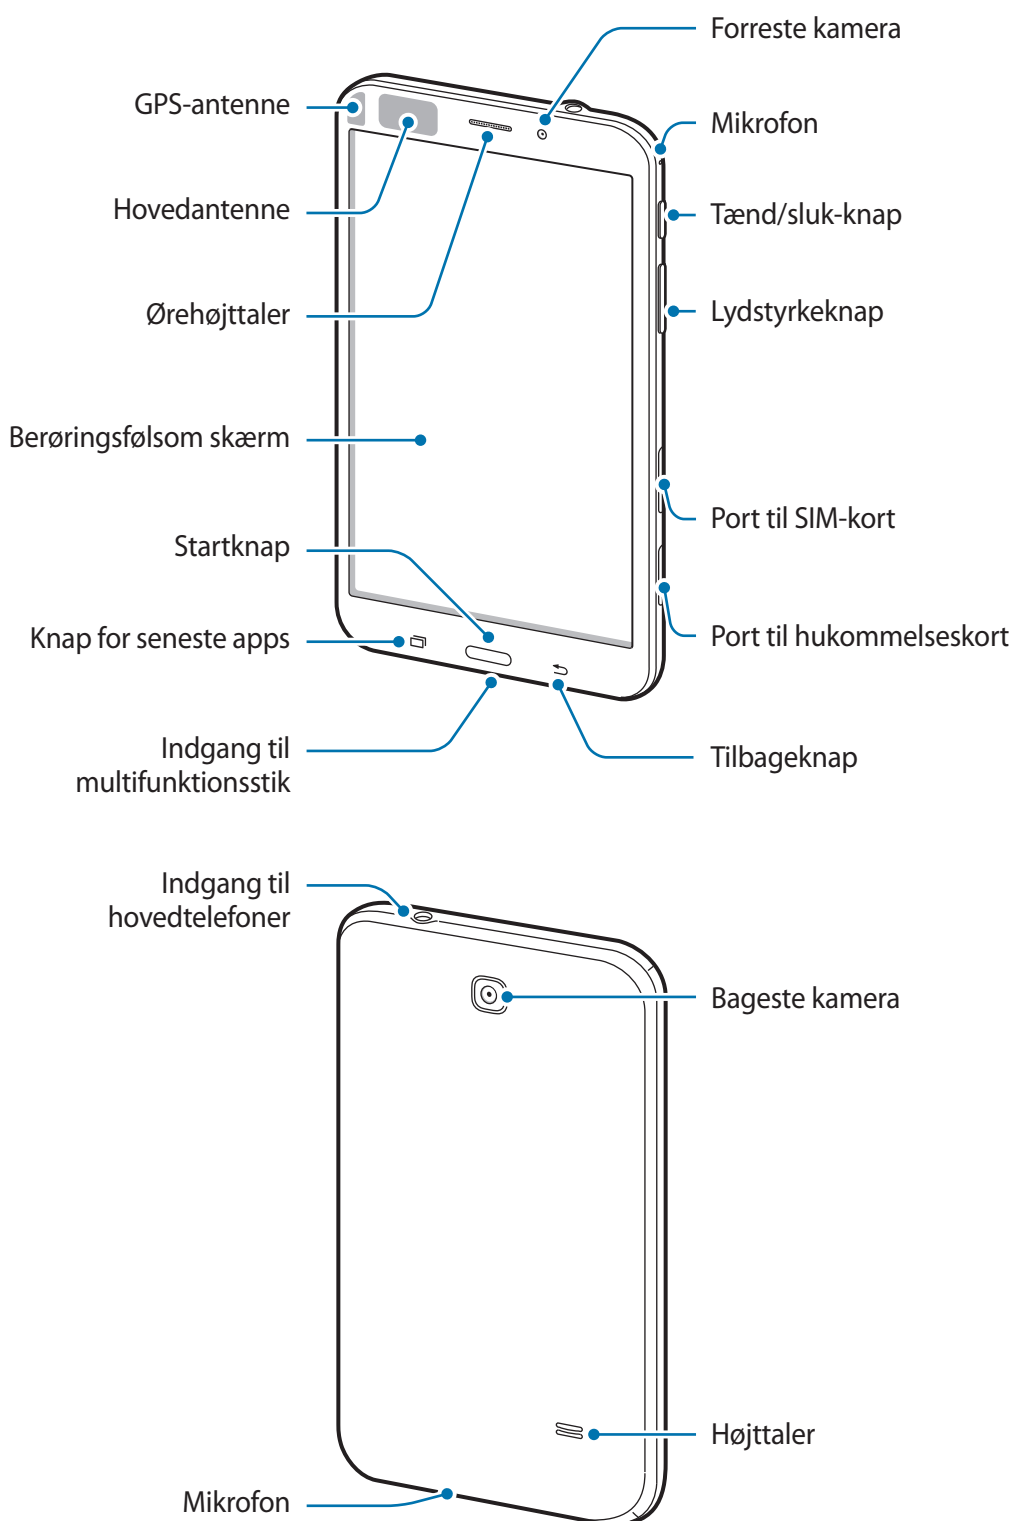 Forreste kamera
GPS-antenne
Mikrofon
Hovedantenne
Tænd/sluk-knap
Ørehøjttaler
Lydstyrkeknap
Berøringsfølsom skærm
Port til SIM-kort
Startknap
Knap for seneste apps
Port til hukommelseskort
Indgang til
multifunktionsstik
Tilbageknap
Indgang til
hovedtelefoner
Bageste kamera
Højttaler
Mikrofon